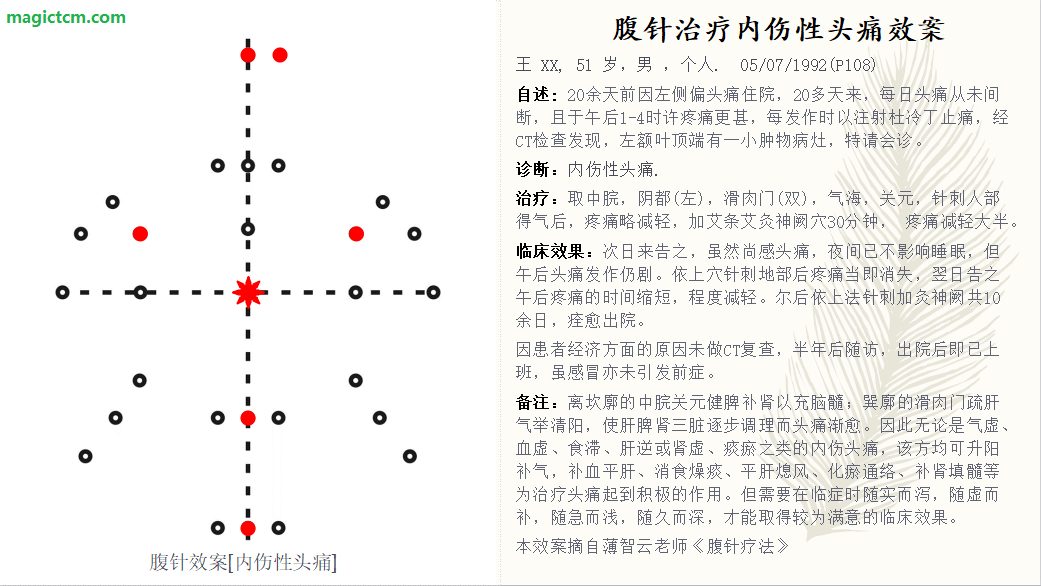 magictcm.com
腹针效案[内伤性头痛]
腹针治疗内伤性头痛效案
王 XX, 51 岁，男 ，个人. 05/07/1992(P108)
自述：20余天前因左侧偏头痛住院，20多天来，每日头痛从未间
断，且于午后1-4时许疼痛更甚，每发作时以注射杜冷丁止痛，经
CT检查发现，左额叶顶端有一小肿物病灶，特请会诊。
诊断：内伤性头痛.
治疗：取中脘，阴都(左)，滑肉门(双)，气海，关元，针刺人部
得气后，疼痛略减轻，加艾条艾灸神阙穴30分钟， 疼痛减轻大半。
临床效果：次日来告之，虽然尚感头痛，夜间已不影响睡眠，但
午后头痛发作仍剧。依上穴针刺地部后疼痛当即消失，翌日告之
午后疼痛的时间缩短，程度减轻。尔后依上法针刺加灸神阙共10
余日，痊愈出院。
因患者经济方面的原因未做CT复查，半年后随访，出院后即已上
班，虽感冒亦未引发前症。
备注：离坎廓的中脘关元健脾补肾以充脑髓；巽廓的滑肉门疏肝
气举清阳，使肝脾肾三脏逐步调理而头痛渐愈。因此无论是气虚、
血虚、食滞、肝逆或肾虚、痰瘀之类的内伤头痛，该方均可升阳
补气，补血平肝、消食燥痰、平肝熄风、化瘀通络、补肾填髓等
为治疗头痛起到积极的作用。但需要在临症时随实而泻，随虚而
补，随急而浅，随久而深，才能取得较为满意的临床效果。
本效案摘自薄智云老师《腹针疗法》